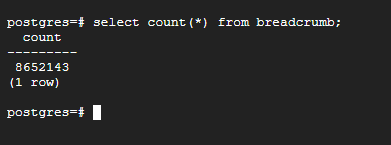 postgres=# select count(*) from breadcrumb;
count
---------
8652143
(1 row)
postgres=#